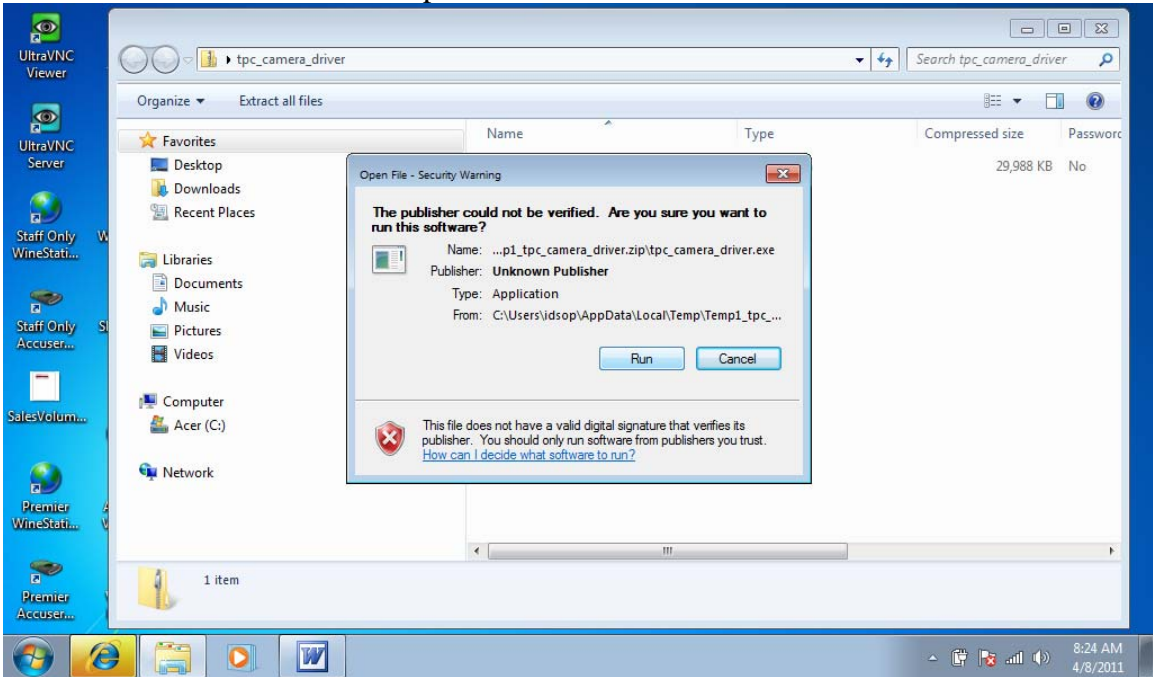 UltraVNC
Viewer
UltraVNC
Server
Staff Only
WineStati...
W
Staff Only
Accuser...
Sl
SalesVolum...
Premier
WineStati...
Premier
Accuser...
tpc_camera_driver
Search tpc_camera_driver
Organize
Extract all files
Favorites
Desktop
Downloads
Recent Places
Libraries
Documents
Music
Pictures
Videos
Computer
Acer (C:)
Network
Name
Type
Compressed size
Password
29,988 KB
No
Open File - Security Warning
The publisher could not be verified. Are you sure you want to
run this software?
Name: ...p1_tpc_camera_driver.zip\tpc_camera_driver.exe
Publisher: Unknown Publisher
Type: Application
From: C:\Users\idsop\AppData\Local\Temp\Temp1_tpc_...
Run
Cancel
This file does not have a valid digital signature that verifies its
publisher. You should only run software from publishers you trust.
How can I decide what software to run?
1 item
8:24 AM
4/8/2011